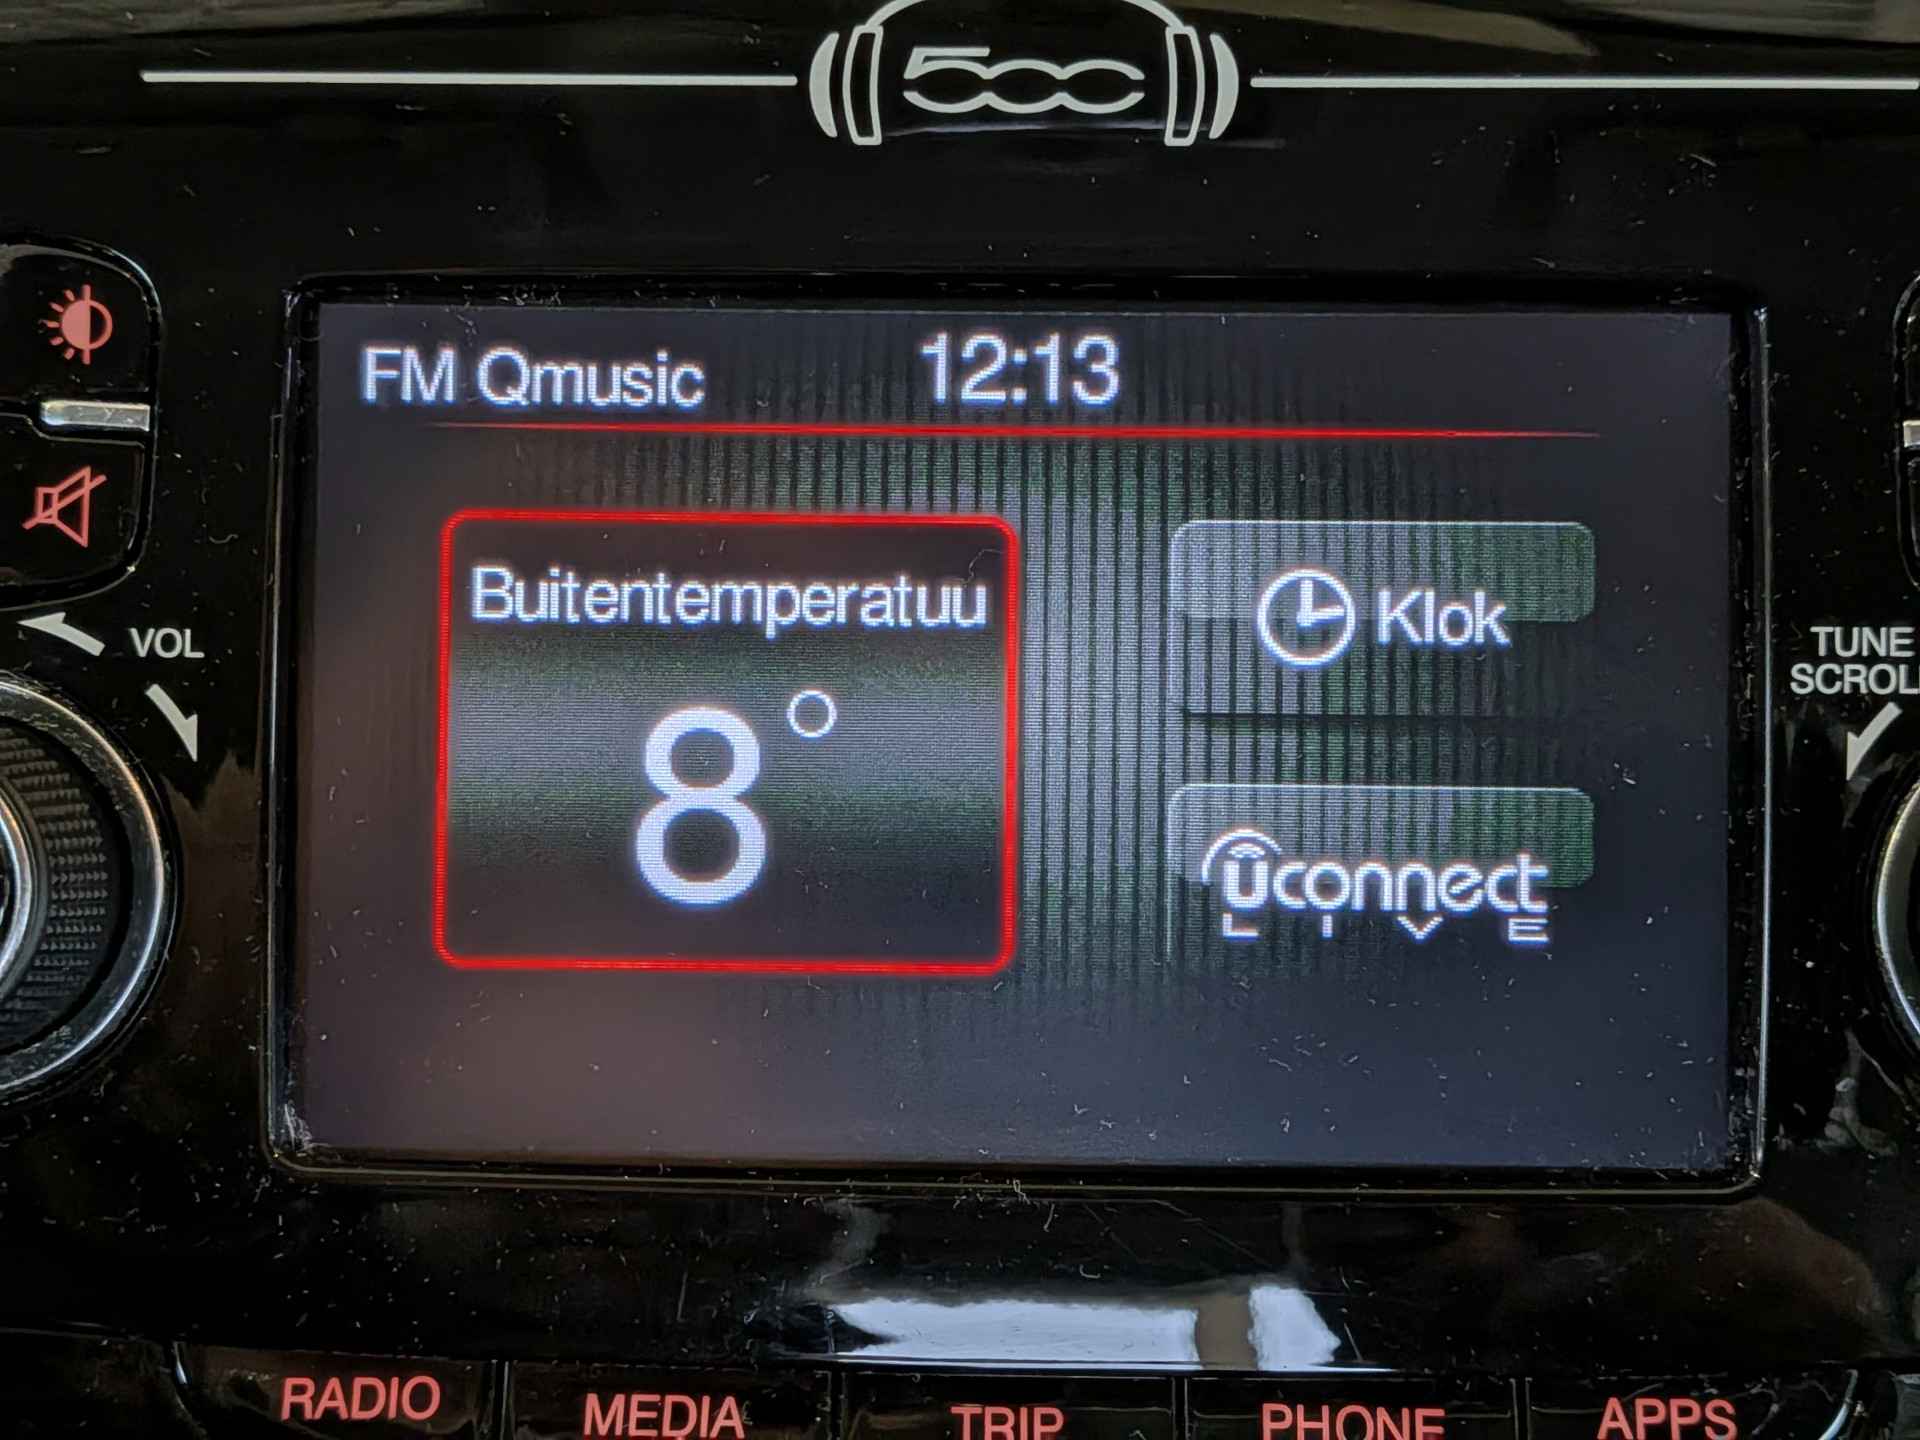 500
FM Qmusic 12:13
Buitentemperatuu
8°
Klok
uconnect
LIVE
VOL
TUNE
SCROLL
RADIO
MEDIA
TRIP
PHONE
APPS